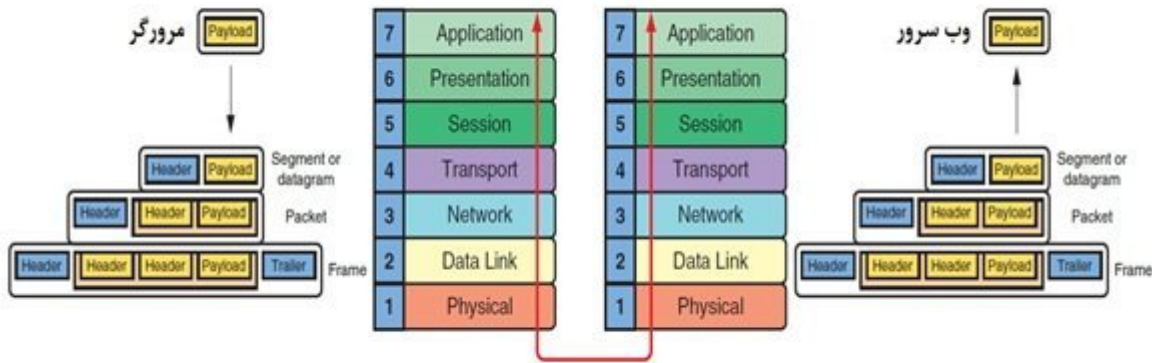 مرورگر Payload
Header Payload Segment or datagram
Header Header Payload Packet
Header Header Header Payload Trailer Frame
7 Application
6 Presentation
5 Session
4 Transport
3 Network
2 Data Link
1 Physical
7 Application
6 Presentation
5 Session
4 Transport
3 Network
2 Data Link
1 Physical
وب سرور Payload
Header Payload Segment or datagram
Header Header Payload Packet
Header Header Header Payload Trailer Frame